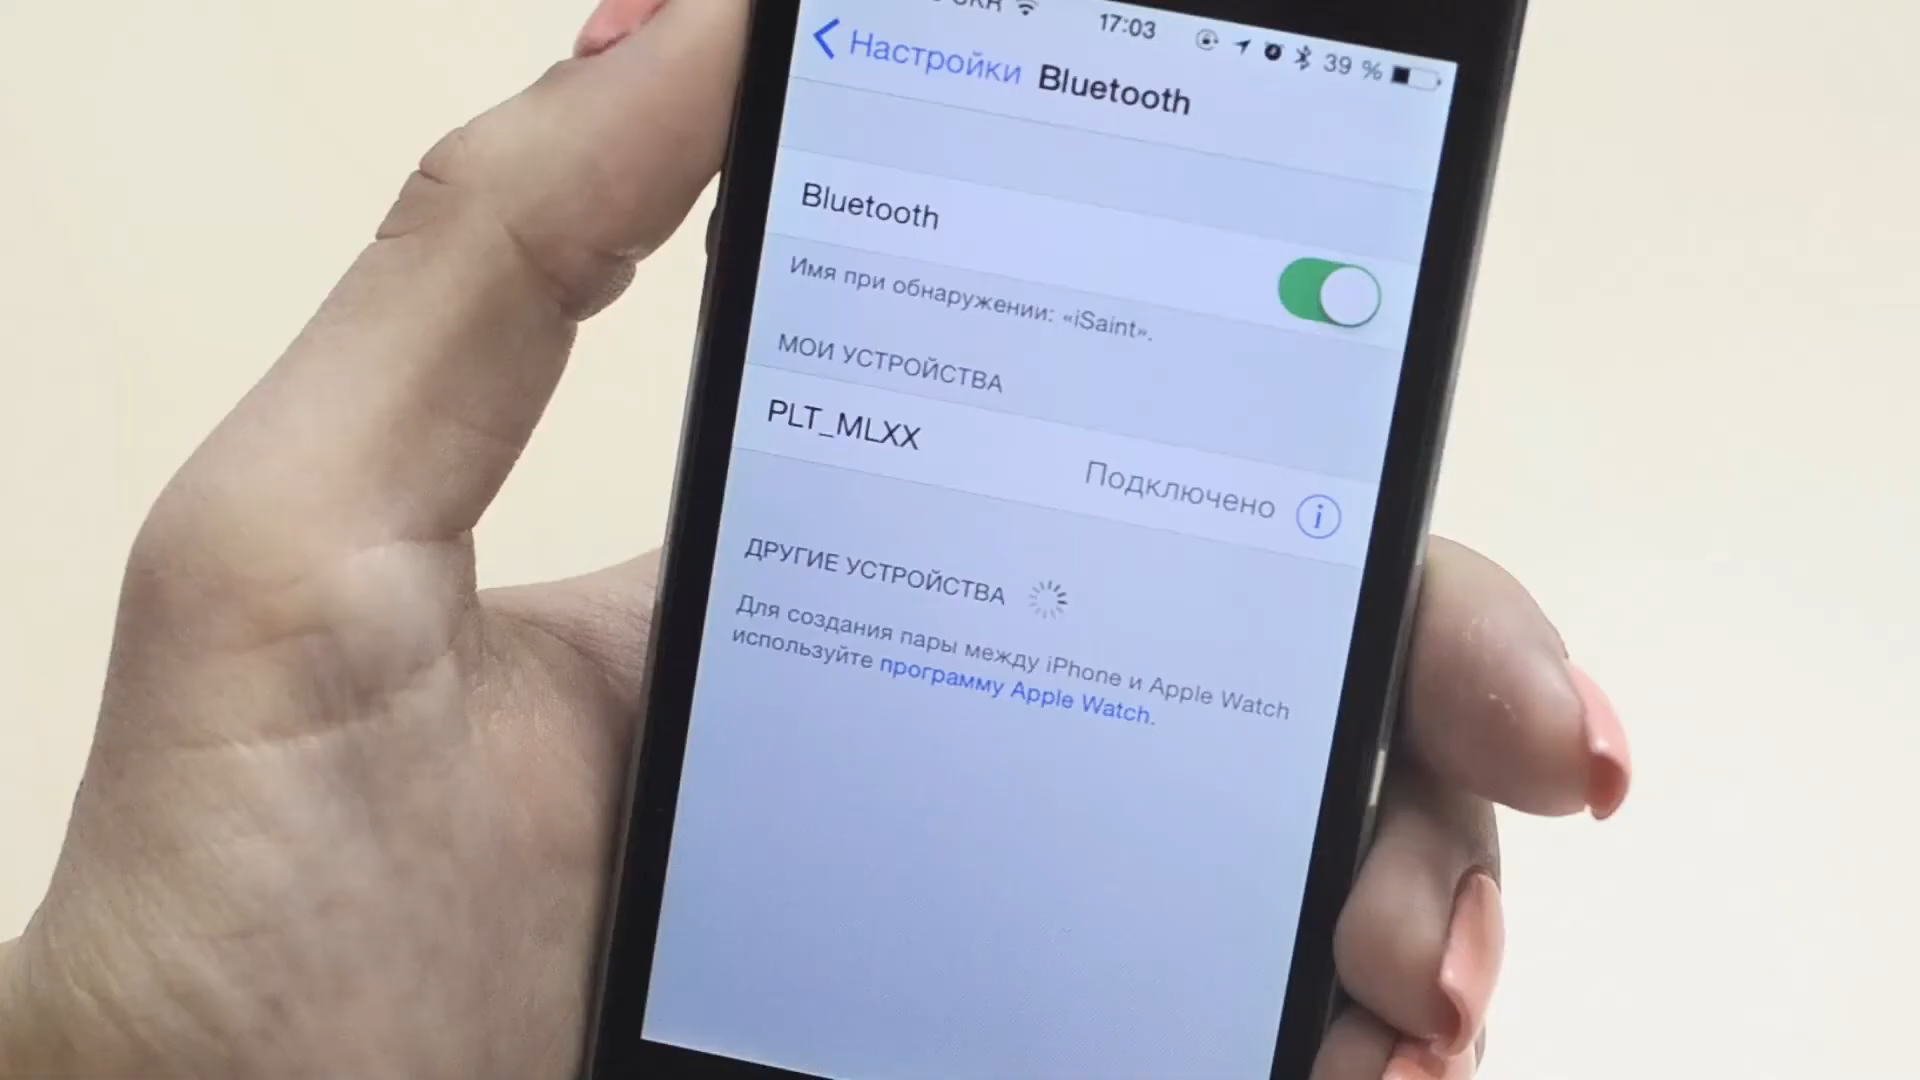 17:03 39 %
Настройки Bluetooth
Bluetooth
Имя при обнаружении: «iSaint».
МОИ УСТРОЙСТВА
PLT_MLXX Подключено
ДРУГИЕ УСТРОЙСТВА
Для создания пары между iPhone и Apple Watch
используйте программу Apple Watch.